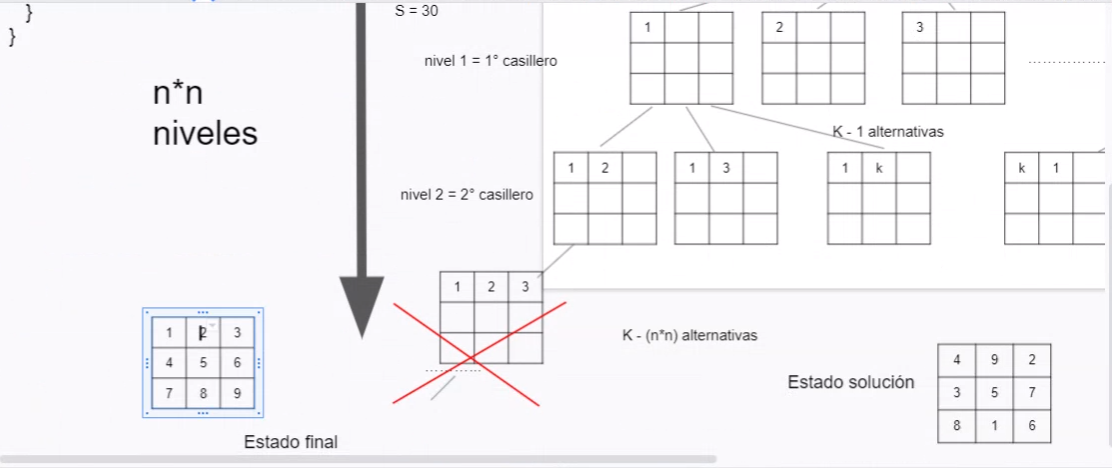 }
}
S = 30
1
2
3
nivel 1 = 1° casillero
n*n
niveles
K - 1 alternativas
1 2
1 3
1 k
k 1
nivel 2 = 2° casillero
1 2 3
K - (n*n) alternativas
1 2 3
4 5 6
7 8 9
Estado final
Estado solución
4 9 2
3 5 7
8 1 6